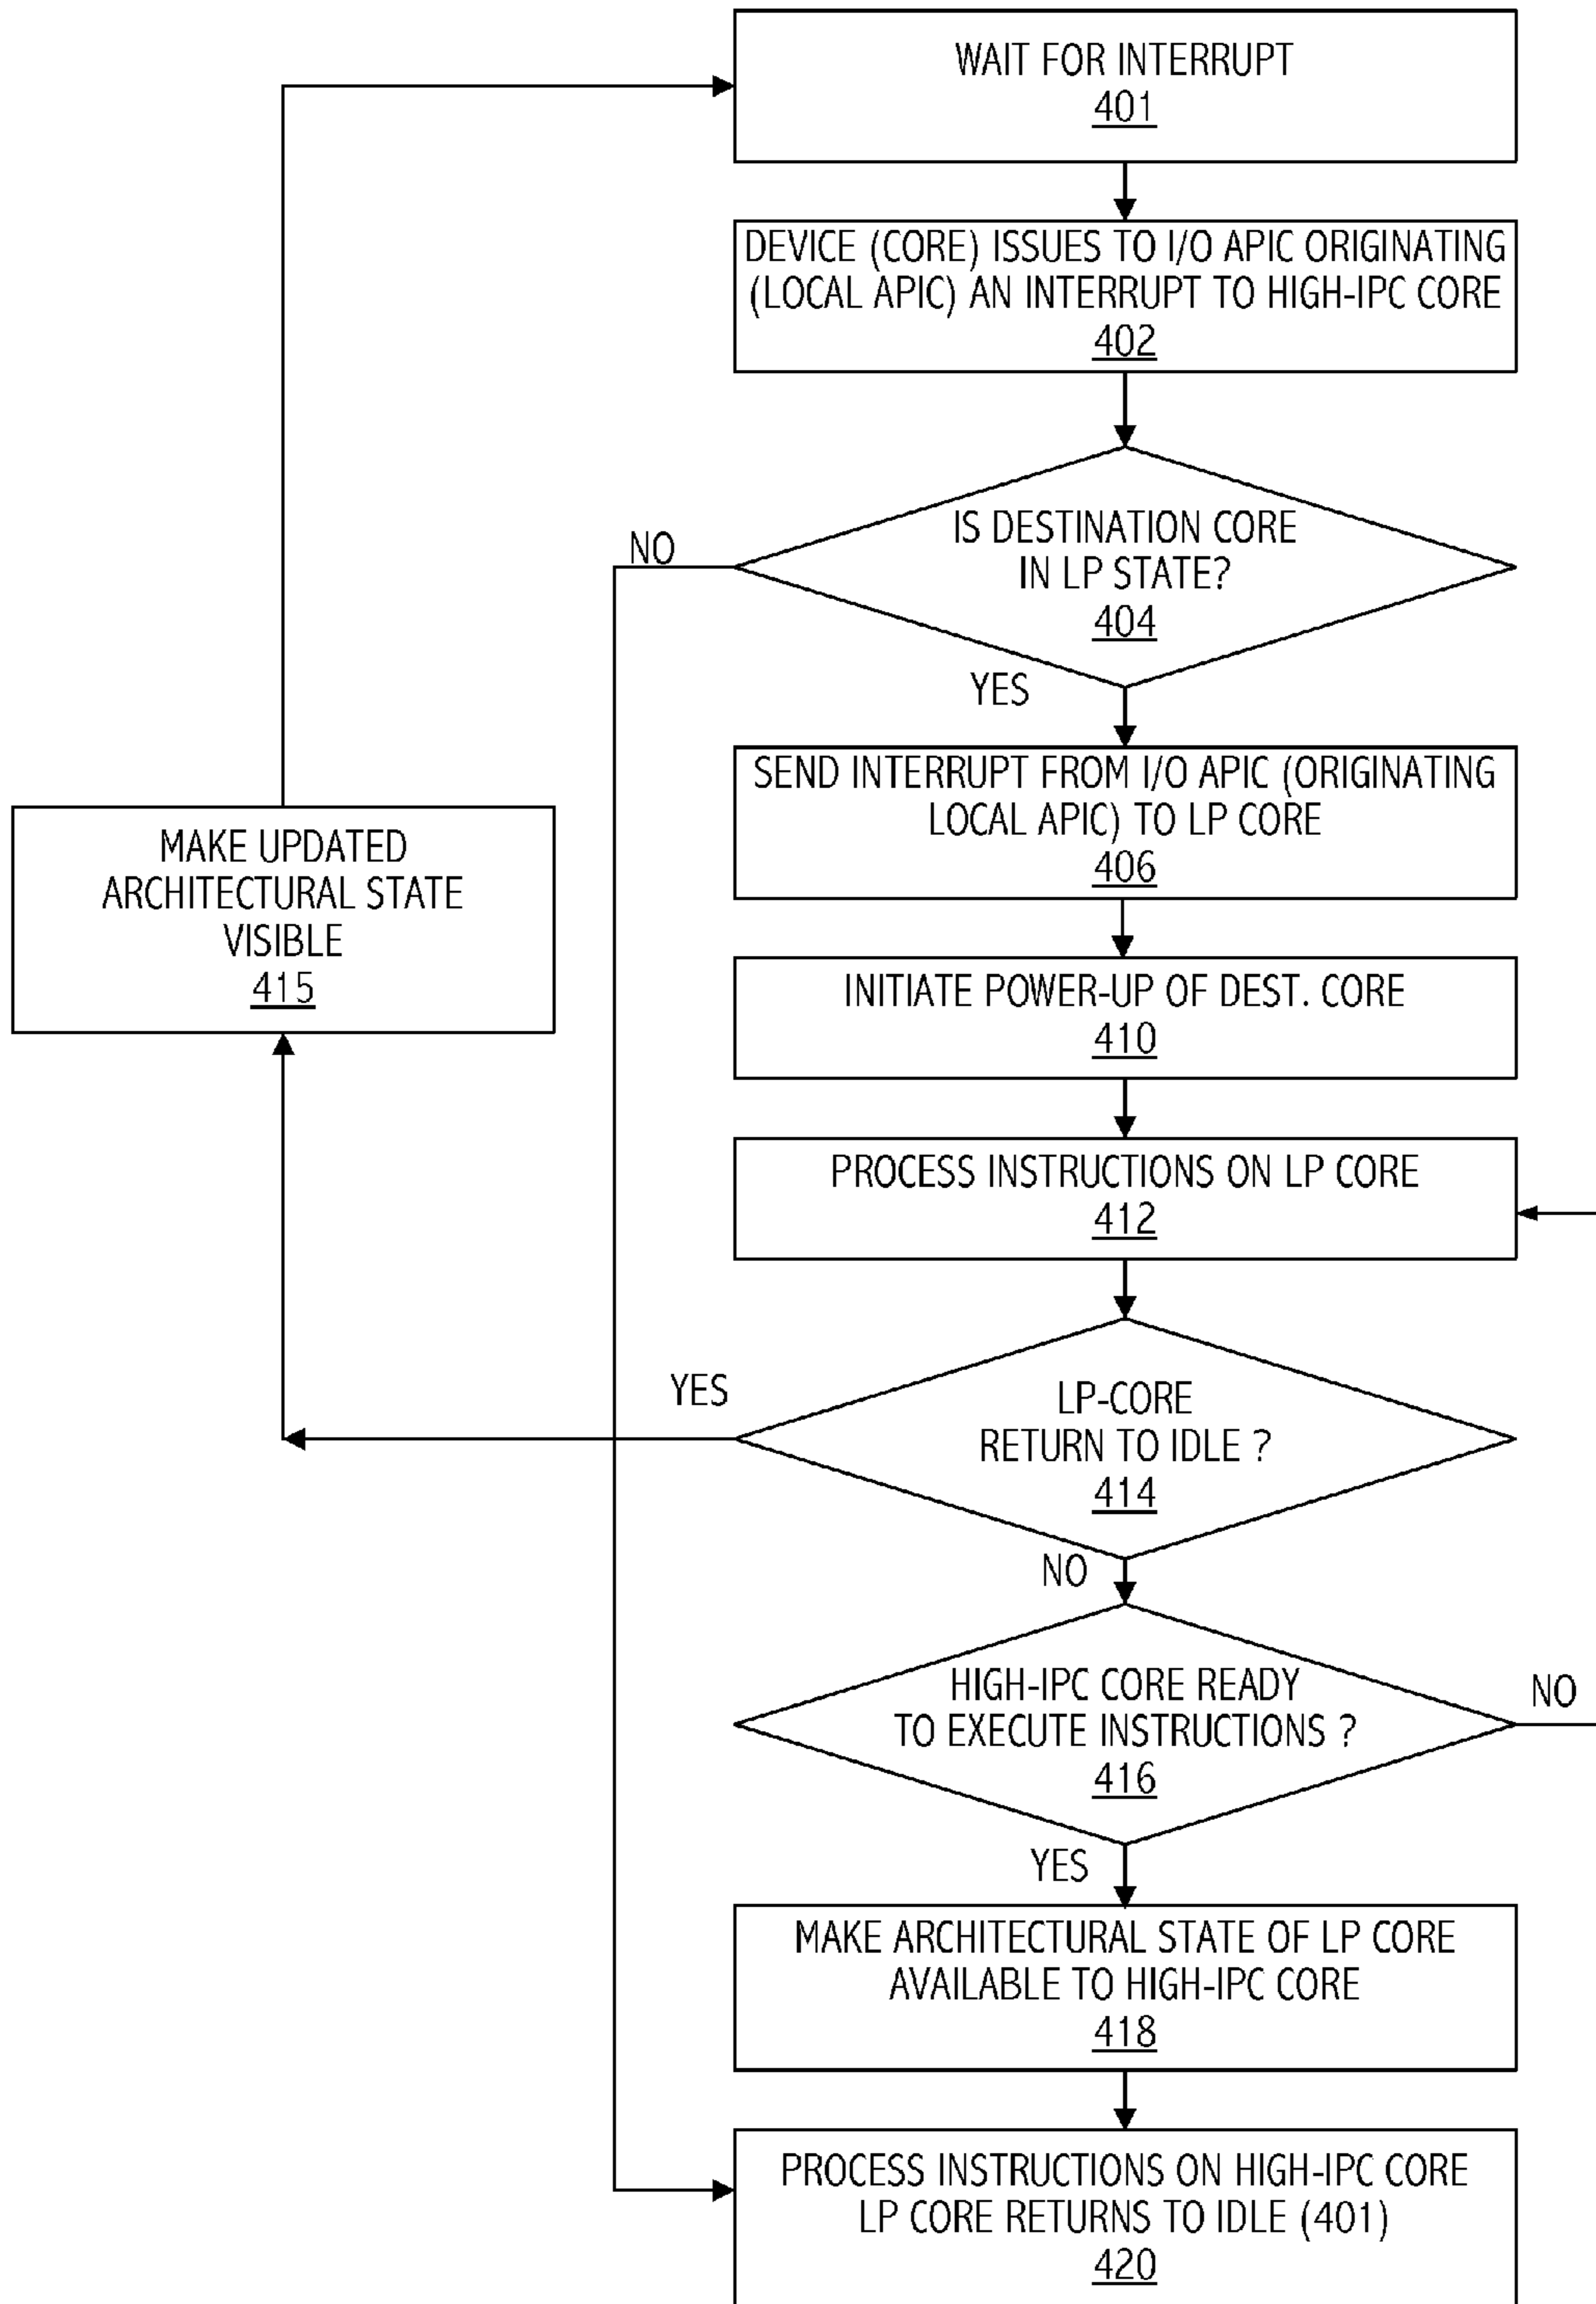 WAIT FOR INTERRUPT
401
DEVICE (CORE) ISSUES TO I/O APIC ORIGINATING
(LOCAL APIC) AN INTERRUPT TO HIGH-IPC CORE
402
IS DESTINATION CORE
IN LP STATE?
404
NO
YES
SEND INTERRUPT FROM I/O APIC (ORIGINATING
LOCAL APIC) TO LP CORE
406
MAKE UPDATED
ARCHITECTURAL STATE
VISIBLE
415
INITIATE POWER-UP OF DEST. CORE
410
PROCESS INSTRUCTIONS ON LP CORE
412
LP-CORE
RETURN TO IDLE ?
414
YES
NO
HIGH-IPC CORE READY
TO EXECUTE INSTRUCTIONS ?
416
NO
YES
MAKE ARCHITECTURAL STATE OF LP CORE
AVAILABLE TO HIGH-IPC CORE
418
PROCESS INSTRUCTIONS ON HIGH-IPC CORE
LP CORE RETURNS TO IDLE (401)
420